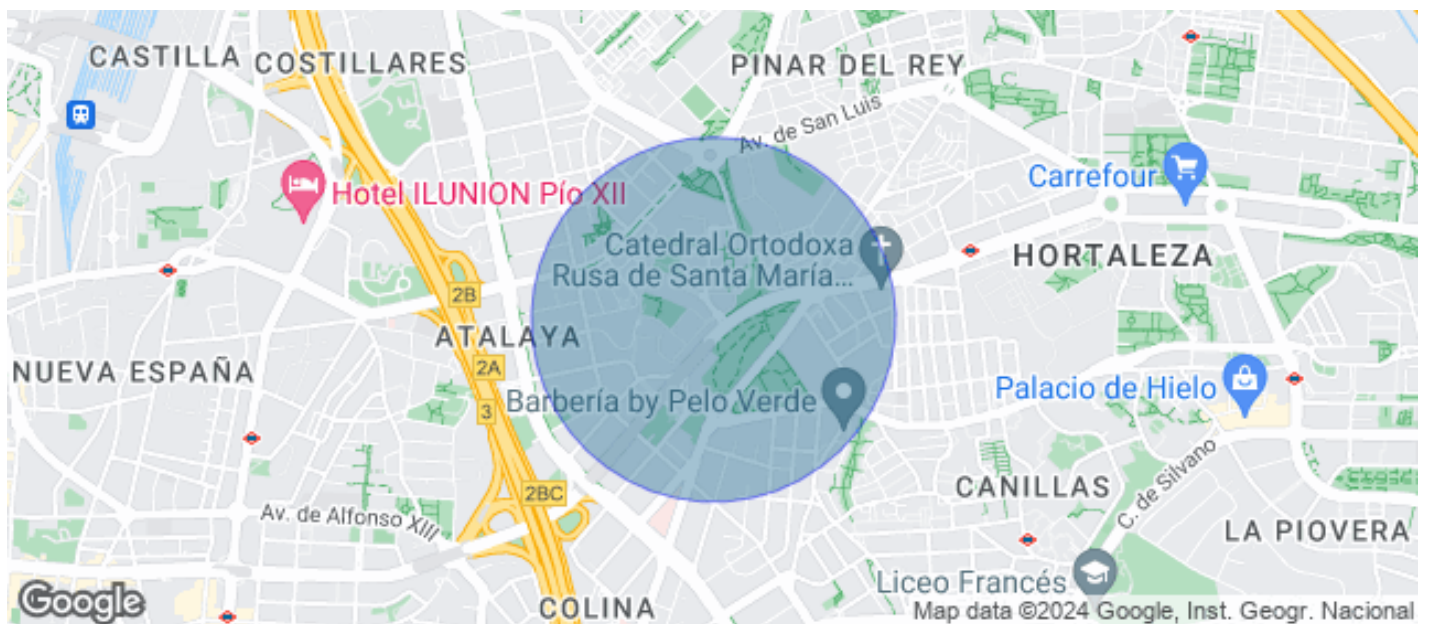 CASTILLA
COSTILLARES
PINAR DEL REY
Av. de San Luis
Hotel ILUNION Pío XII
Carrefour
Catedral Ortodoxa
Rusa de Santa María...
HORTALEZA
2B
ATALAYA
NUEVA ESPAÑA
2A
3
Barbería by Pelo Verde
Palacio de Hielo
2BC
CANILLAS
C. de Silvano
Av. de Alfonso XIII
LA PIOVERA
Liceo Francés
COLINA
Google
Map data ©2024 Google, Inst. Geogr. Nacional